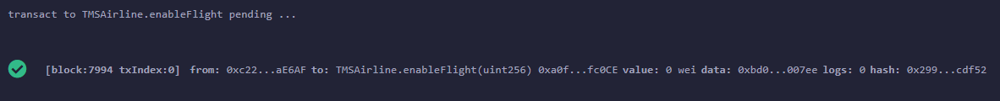 transact to TMSAirline.enableFlight pending ...
[block:7994 txIndex:0] from: 0xc22...aE6AF to: TMSAirline.enableFlight(uint256) 0xa0f...fc0CE value: 0 wei data: 0xbd0...007ee logs: 0 hash: 0x299...cdf52